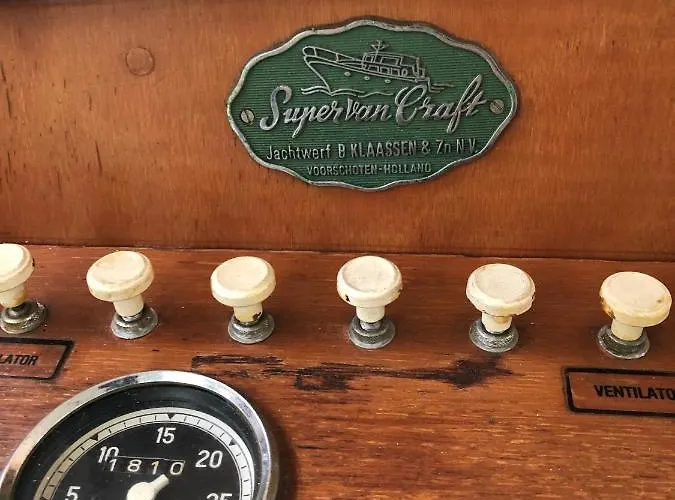 Super van Craft
Jachtwerf B KLAASSEN & Zn N.V.
VOORSCHOTEN-HOLLAND
LATOR
VENTILATO
15
10
20
1810
5
25